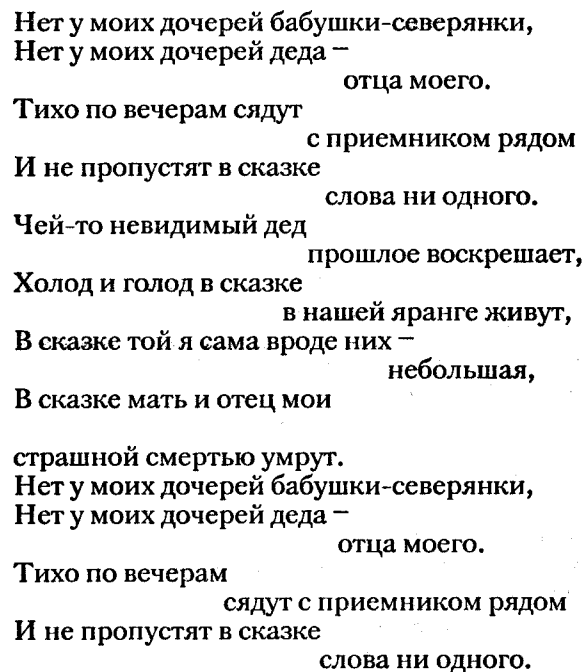 Нет у моих дочерей бабушки-северянки,
Нет у моих дочерей деда –
отца моего.
Тихо по вечерам сядут
с приемником рядом
И не пропустят в сказке
слова ни одного.
Чей-то невидимый дед
прошлое воскрешает,
Холод и голод в сказке
в нашей яранге живут,
В сказке той я сама вроде них –
небольшая,
В сказке мать и отец мои
страшной смертью умрут.
Нет у моих дочерей бабушки-северянки,
Нет у моих дочерей деда –
отца моего.
Тихо по вечерам
сядут с приемником рядом
И не пропустят в сказке
слова ни одного.